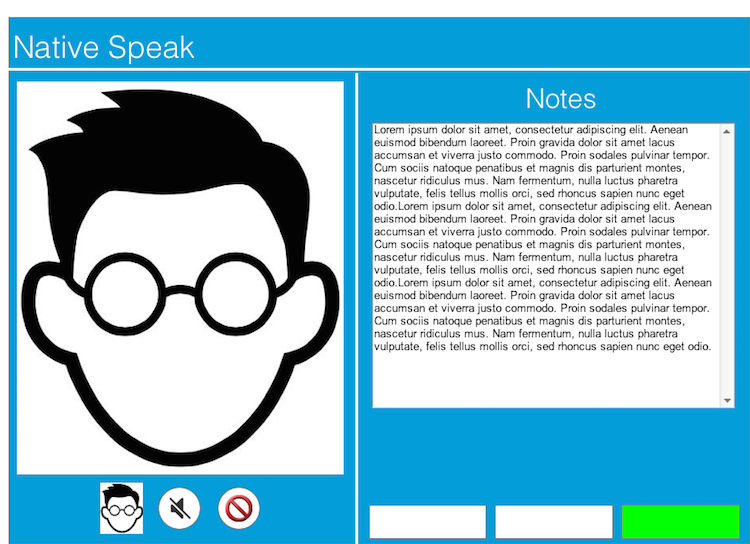 Native Speak
Notes
Lorem ipsum dolor sit amet, consectetur adipiscing elit. Aenean
euismod bibendum laoreet. Proin gravida dolor sit amet lacus
accumsan et viverra justo commodo. Proin sodales pulvinar tempor.
Cum sociis natoque penatibus et magnis dis parturient montes,
nascetur ridiculus mus. Nam fermentum, nulla luctus pharetra
vulputate, felis tellus mollis orci, sed rhoncus sapien nunc eget
odio.Lorem ipsum dolor sit amet, consectetur adipiscing elit. Aenean
euismod bibendum laoreet. Proin gravida dolor sit amet lacus
accumsan et viverra justo commodo. Proin sodales pulvinar tempor.
Cum sociis natoque penatibus et magnis dis parturient montes,
nascetur ridiculus mus. Nam fermentum, nulla luctus pharetra
vulputate, felis tellus mollis orci, sed rhoncus sapien nunc eget
odio.Lorem ipsum dolor sit amet, consectetur adipiscing elit. Aenean
euismod bibendum laoreet. Proin gravida dolor sit amet lacus
accumsan et viverra justo commodo. Proin sodales pulvinar tempor.
Cum sociis natoque penatibus et magnis dis parturient montes,
nascetur ridiculus mus. Nam fermentum, nulla luctus pharetra
vulputate, felis tellus mollis orci, sed rhoncus sapien nunc eget odio.